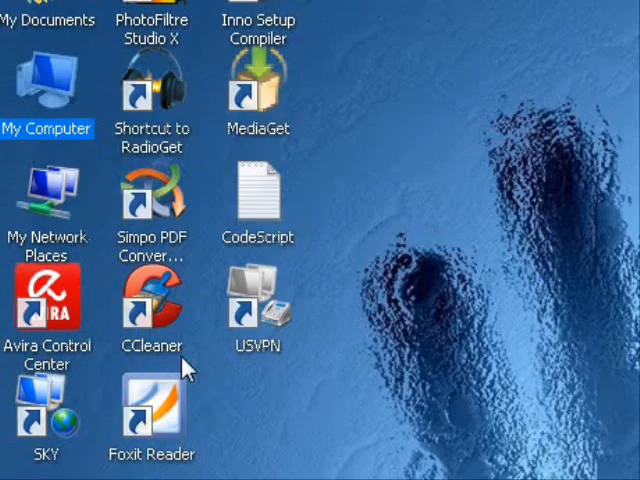 My Documents
PhotoFiltre
Studio X
Inno Setup
Compiler
My Computer
Shortcut to
RadioGet
MediaGet
My Network
Places
Simpo PDF
Conver...
CodeScript
Avira Control
Center
CCleaner
USVPN
SKY
Foxit Reader